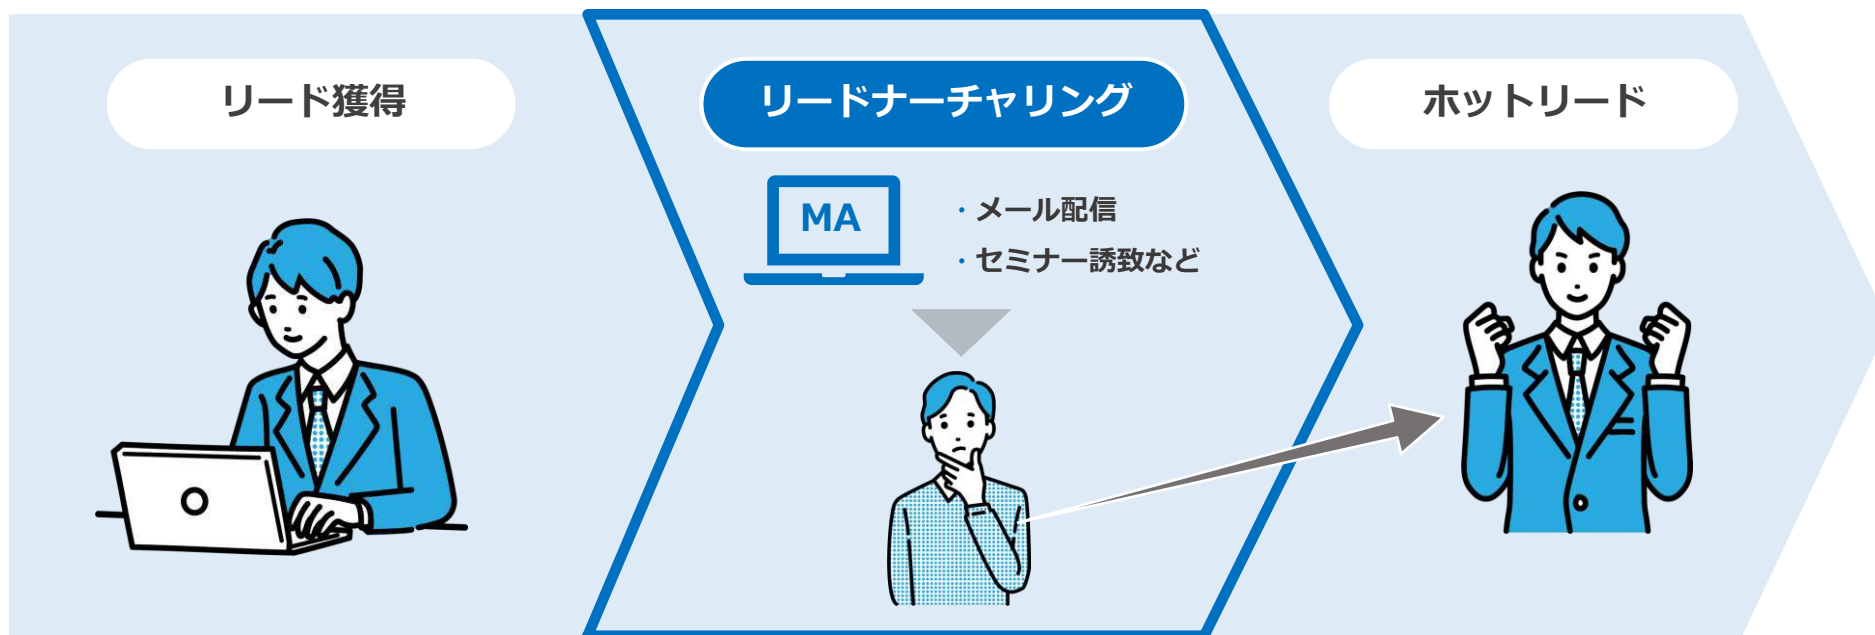 リード獲得
リードナーチャリング
MA
・メール配信
・セミナー誘致など
ホットリード